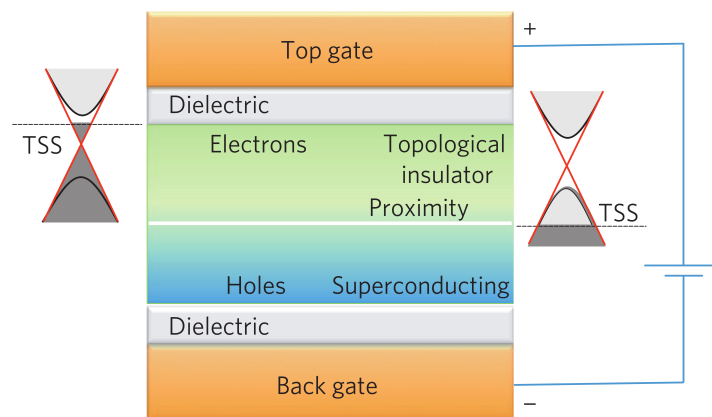 +
Top gate
Dielectric
TSS
Electrons
Topological
insulator
Proximity
TSS
Holes
Superconducting
Dielectric
Back gate
−